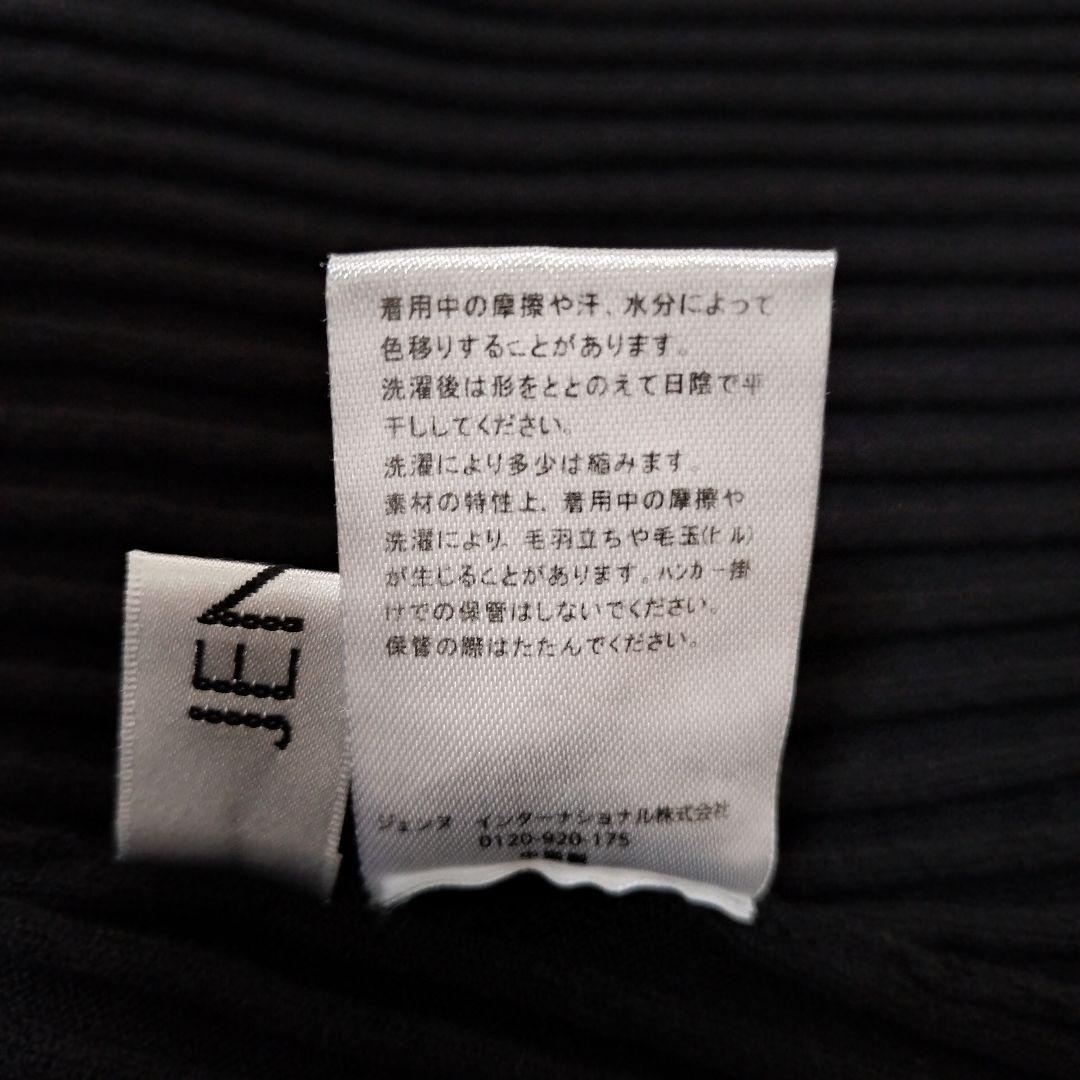 着用中の摩擦や汗、水分によって
色移りすることがあります。
洗濯後は形をととのえて日陰で平
干ししてください。
洗濯により多少は縮みます。
素材の特性上、着用中の摩擦や
洗濯により、毛羽立ちや毛玉(ﾋﾟﾙ)
が生じることがあります。ﾊﾝｶﾞｰ掛
けでの保管はしないでください。
保管の際はたたんでください。
ジェンヌ インターナショナル株式会社
0120-920-175
JEN